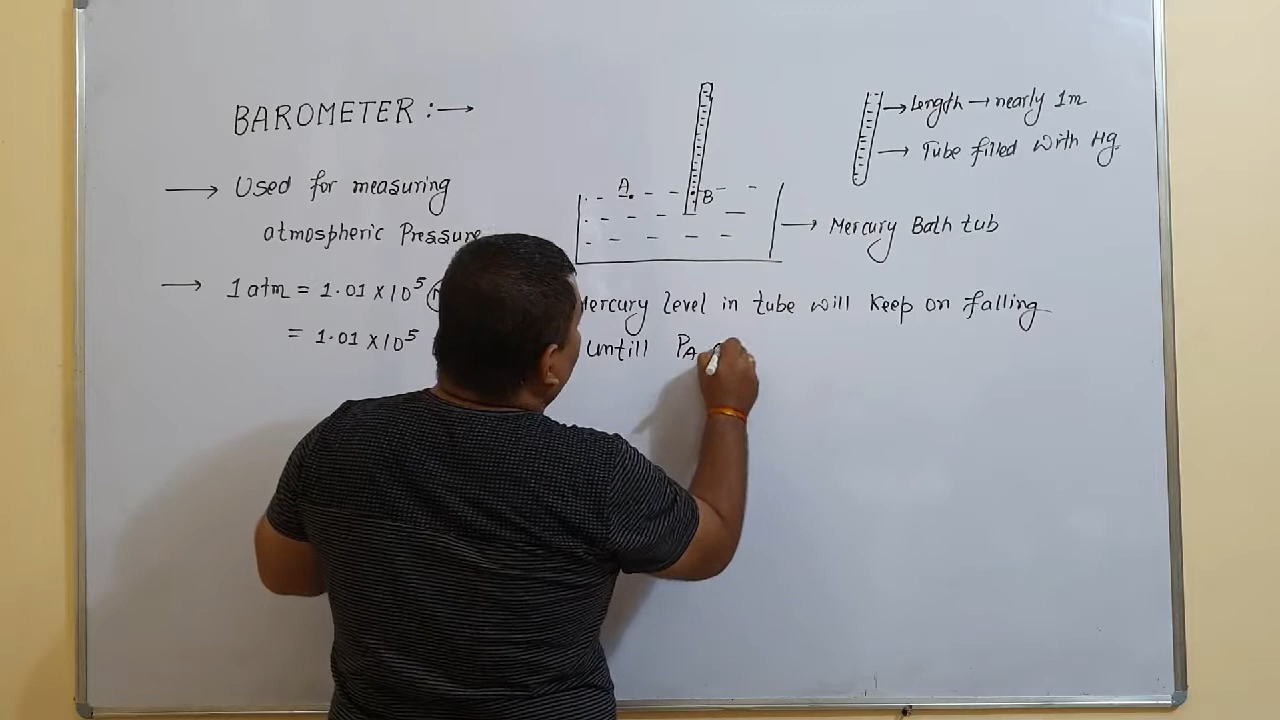 BAROMETER :→
→ Used for measuring
atmospheric Pressure
→ 1 atm = 1.01 X 10⁵
= 1.01 X 10⁵
A
B
→ Length → nearly 1m
→ Tube filled with Hg.
→ Mercury Bath tub
Mercury level in tube will keep on falling
untill PA